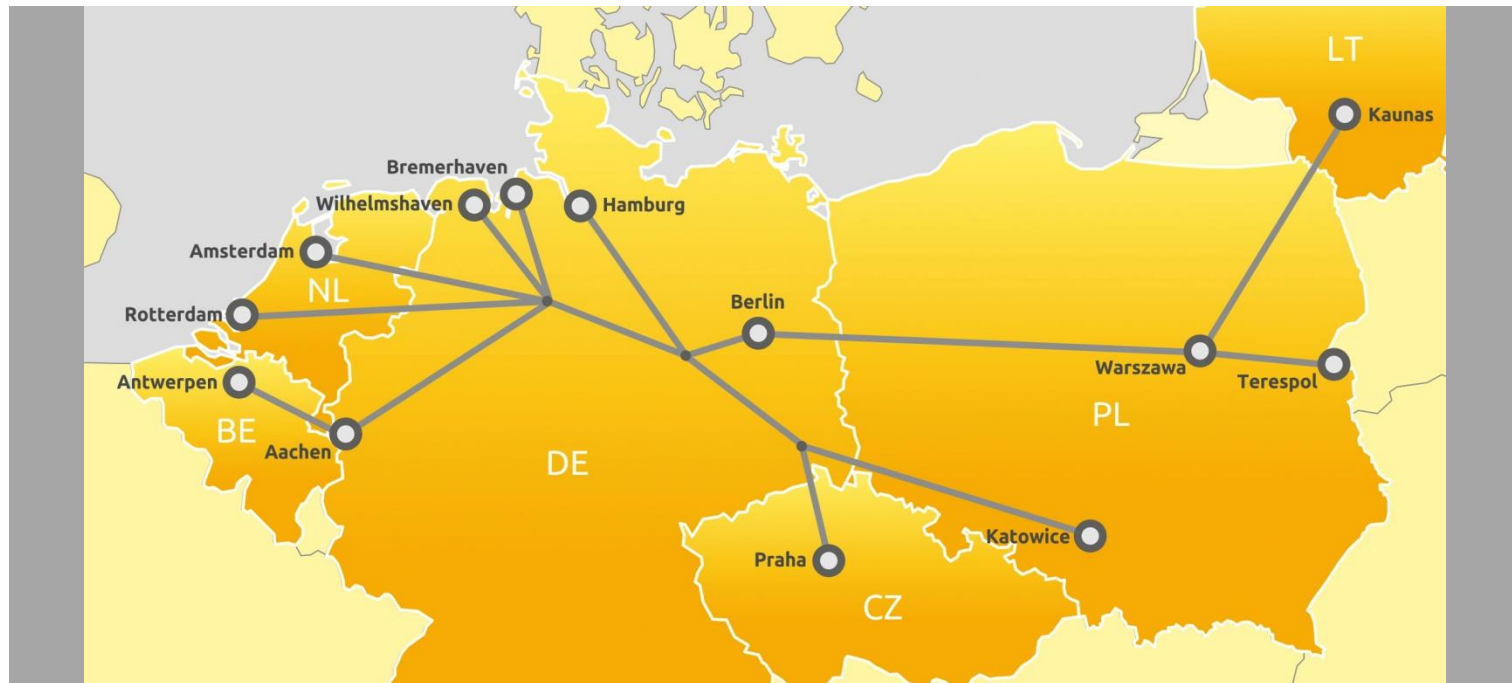 LT
Kaunas
Bremerhaven
Wilhelmshaven
Hamburg
Amsterdam
NL
Rotterdam
Berlin
Warszawa
Terespol
Antwerpen
BE
Aachen
DE
PL
Praha
Katowice
CZ